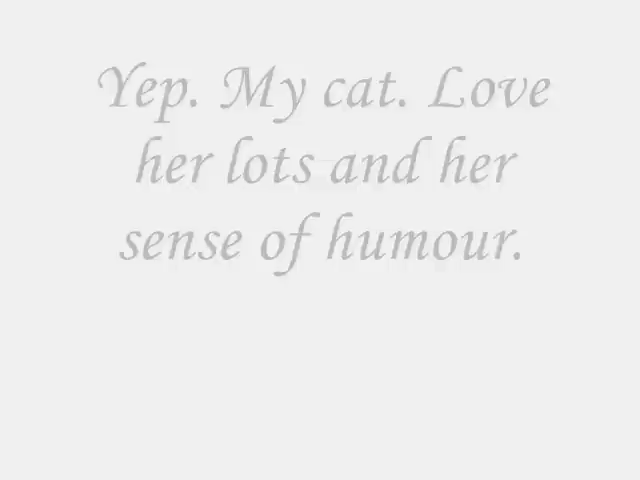 Yep. My cat. Love
her lots and her
sense of humour.